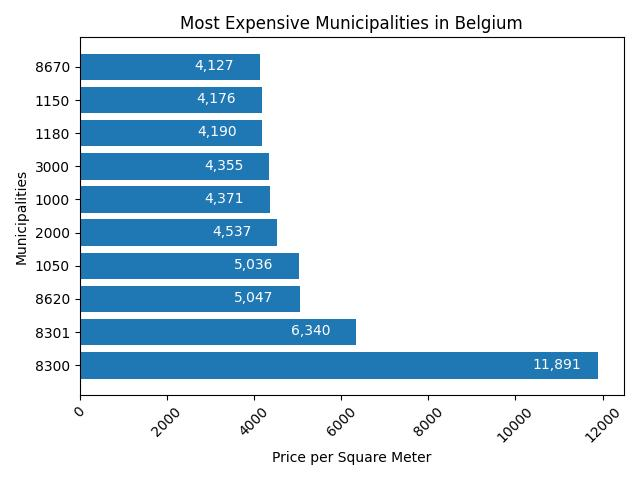 Most Expensive Municipalities in Belgium
Municipalities
8670 4,127
1150 4,176
1180 4,190
3000 4,355
1000 4,371
2000 4,537
1050 5,036
8620 5,047
8301 6,340
8300 11,891
0 2000 4000 6000 8000 10000 12000
Price per Square Meter